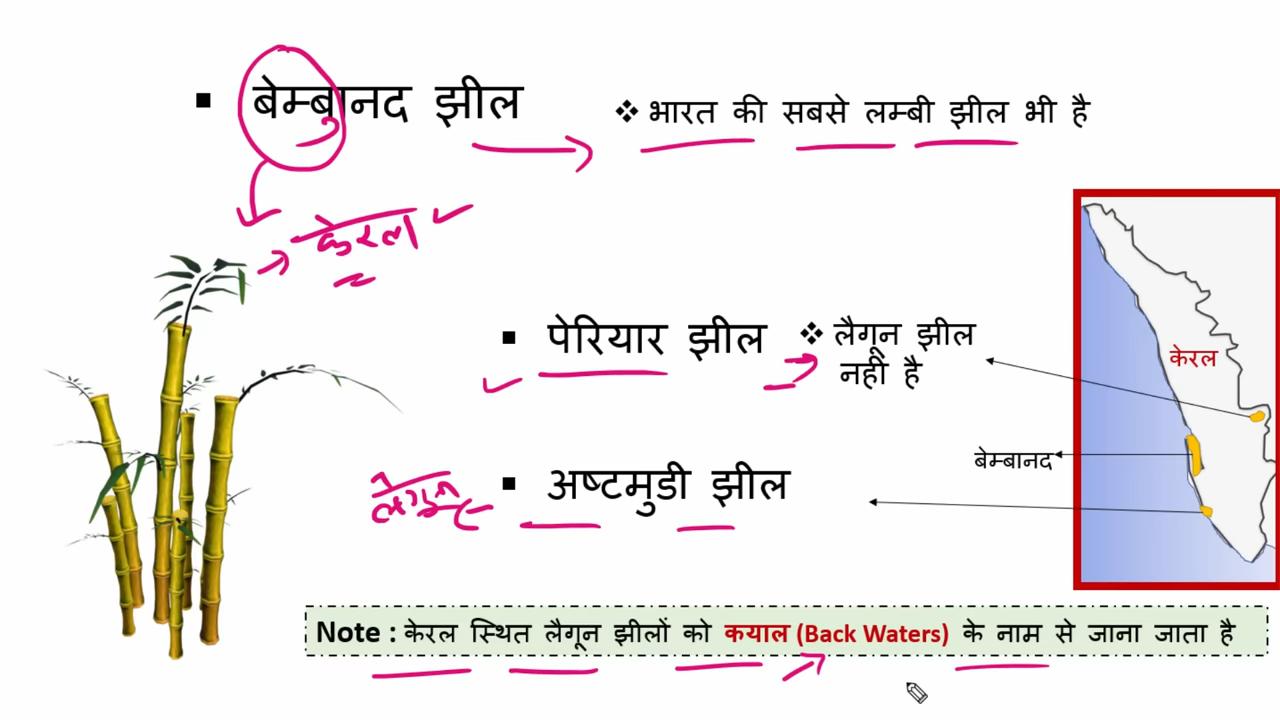 ▪ बेम्बानद झील
❖ भारत की सबसे लम्बी झील भी है
केरल
▪ पेरियार झील
❖ लैगून झील
नही है
केरल
बेम्बानद
लैगून
▪ अष्टमुडी झील
Note : केरल स्थित लैगून झीलों को कयाल (Back Waters) के नाम से जाना जाता है